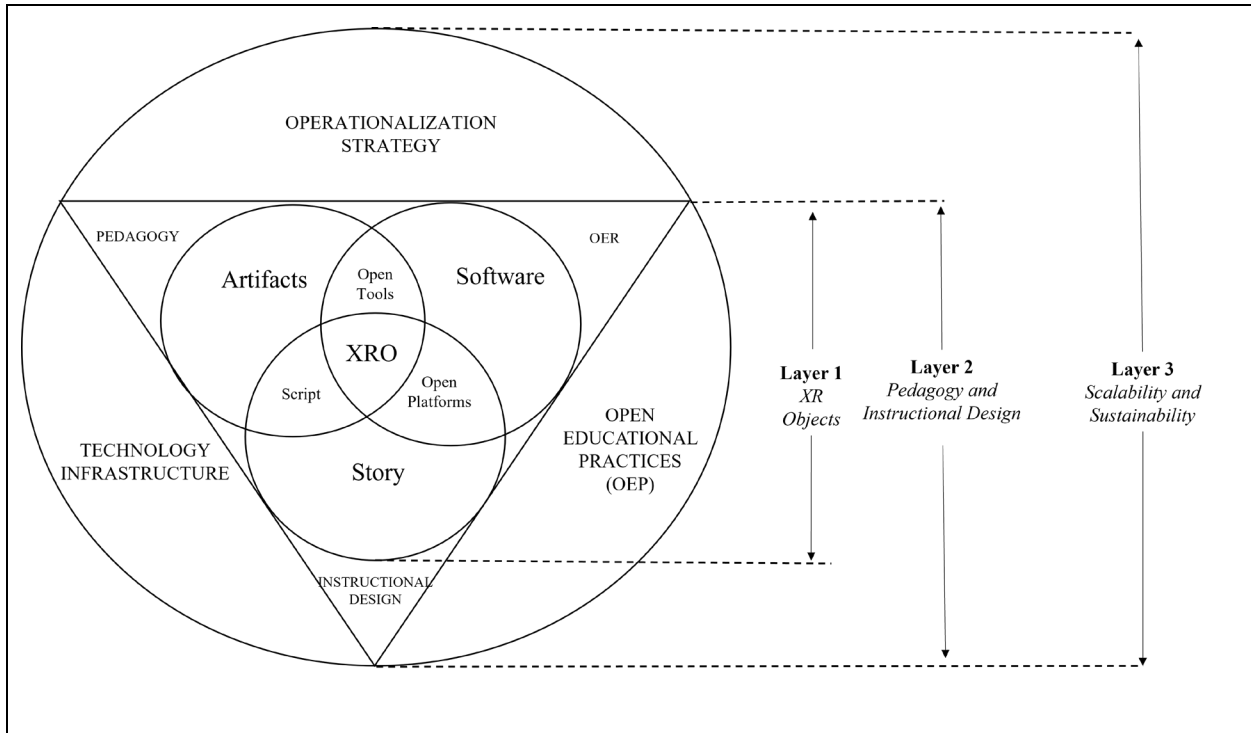 OPERATIONALIZATION
STRATEGY
PEDAGOGY
OER
Artifacts
Open
Tools
Software
XRO
Script
Open
Platforms
Story
TECHNOLOGY
INFRASTRUCTURE
OPEN
EDUCATIONAL
PRACTICES
(OEP)
INSTRUCTIONAL
DESIGN
Layer 1
XR
Objects
Layer 2
Pedagogy and
Instructional Design
Layer 3
Scalability and
Sustainability